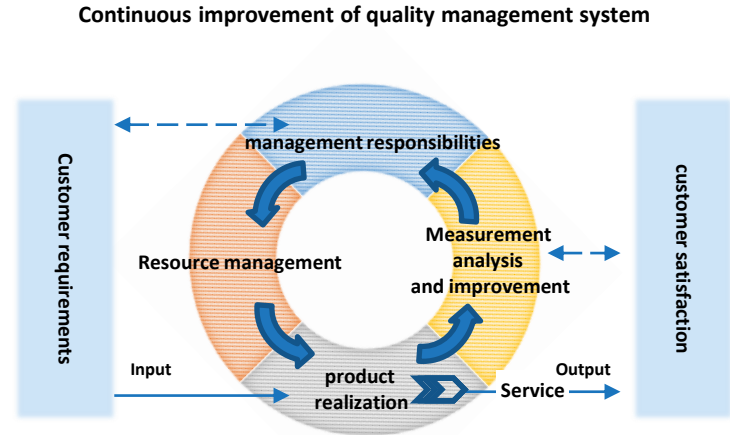 Continuous improvement of quality management system
Customer requirements
management responsibilities
customer satisfaction
Resource management
Measurement
analysis
and improvement
Input
product
realization
Service
Output